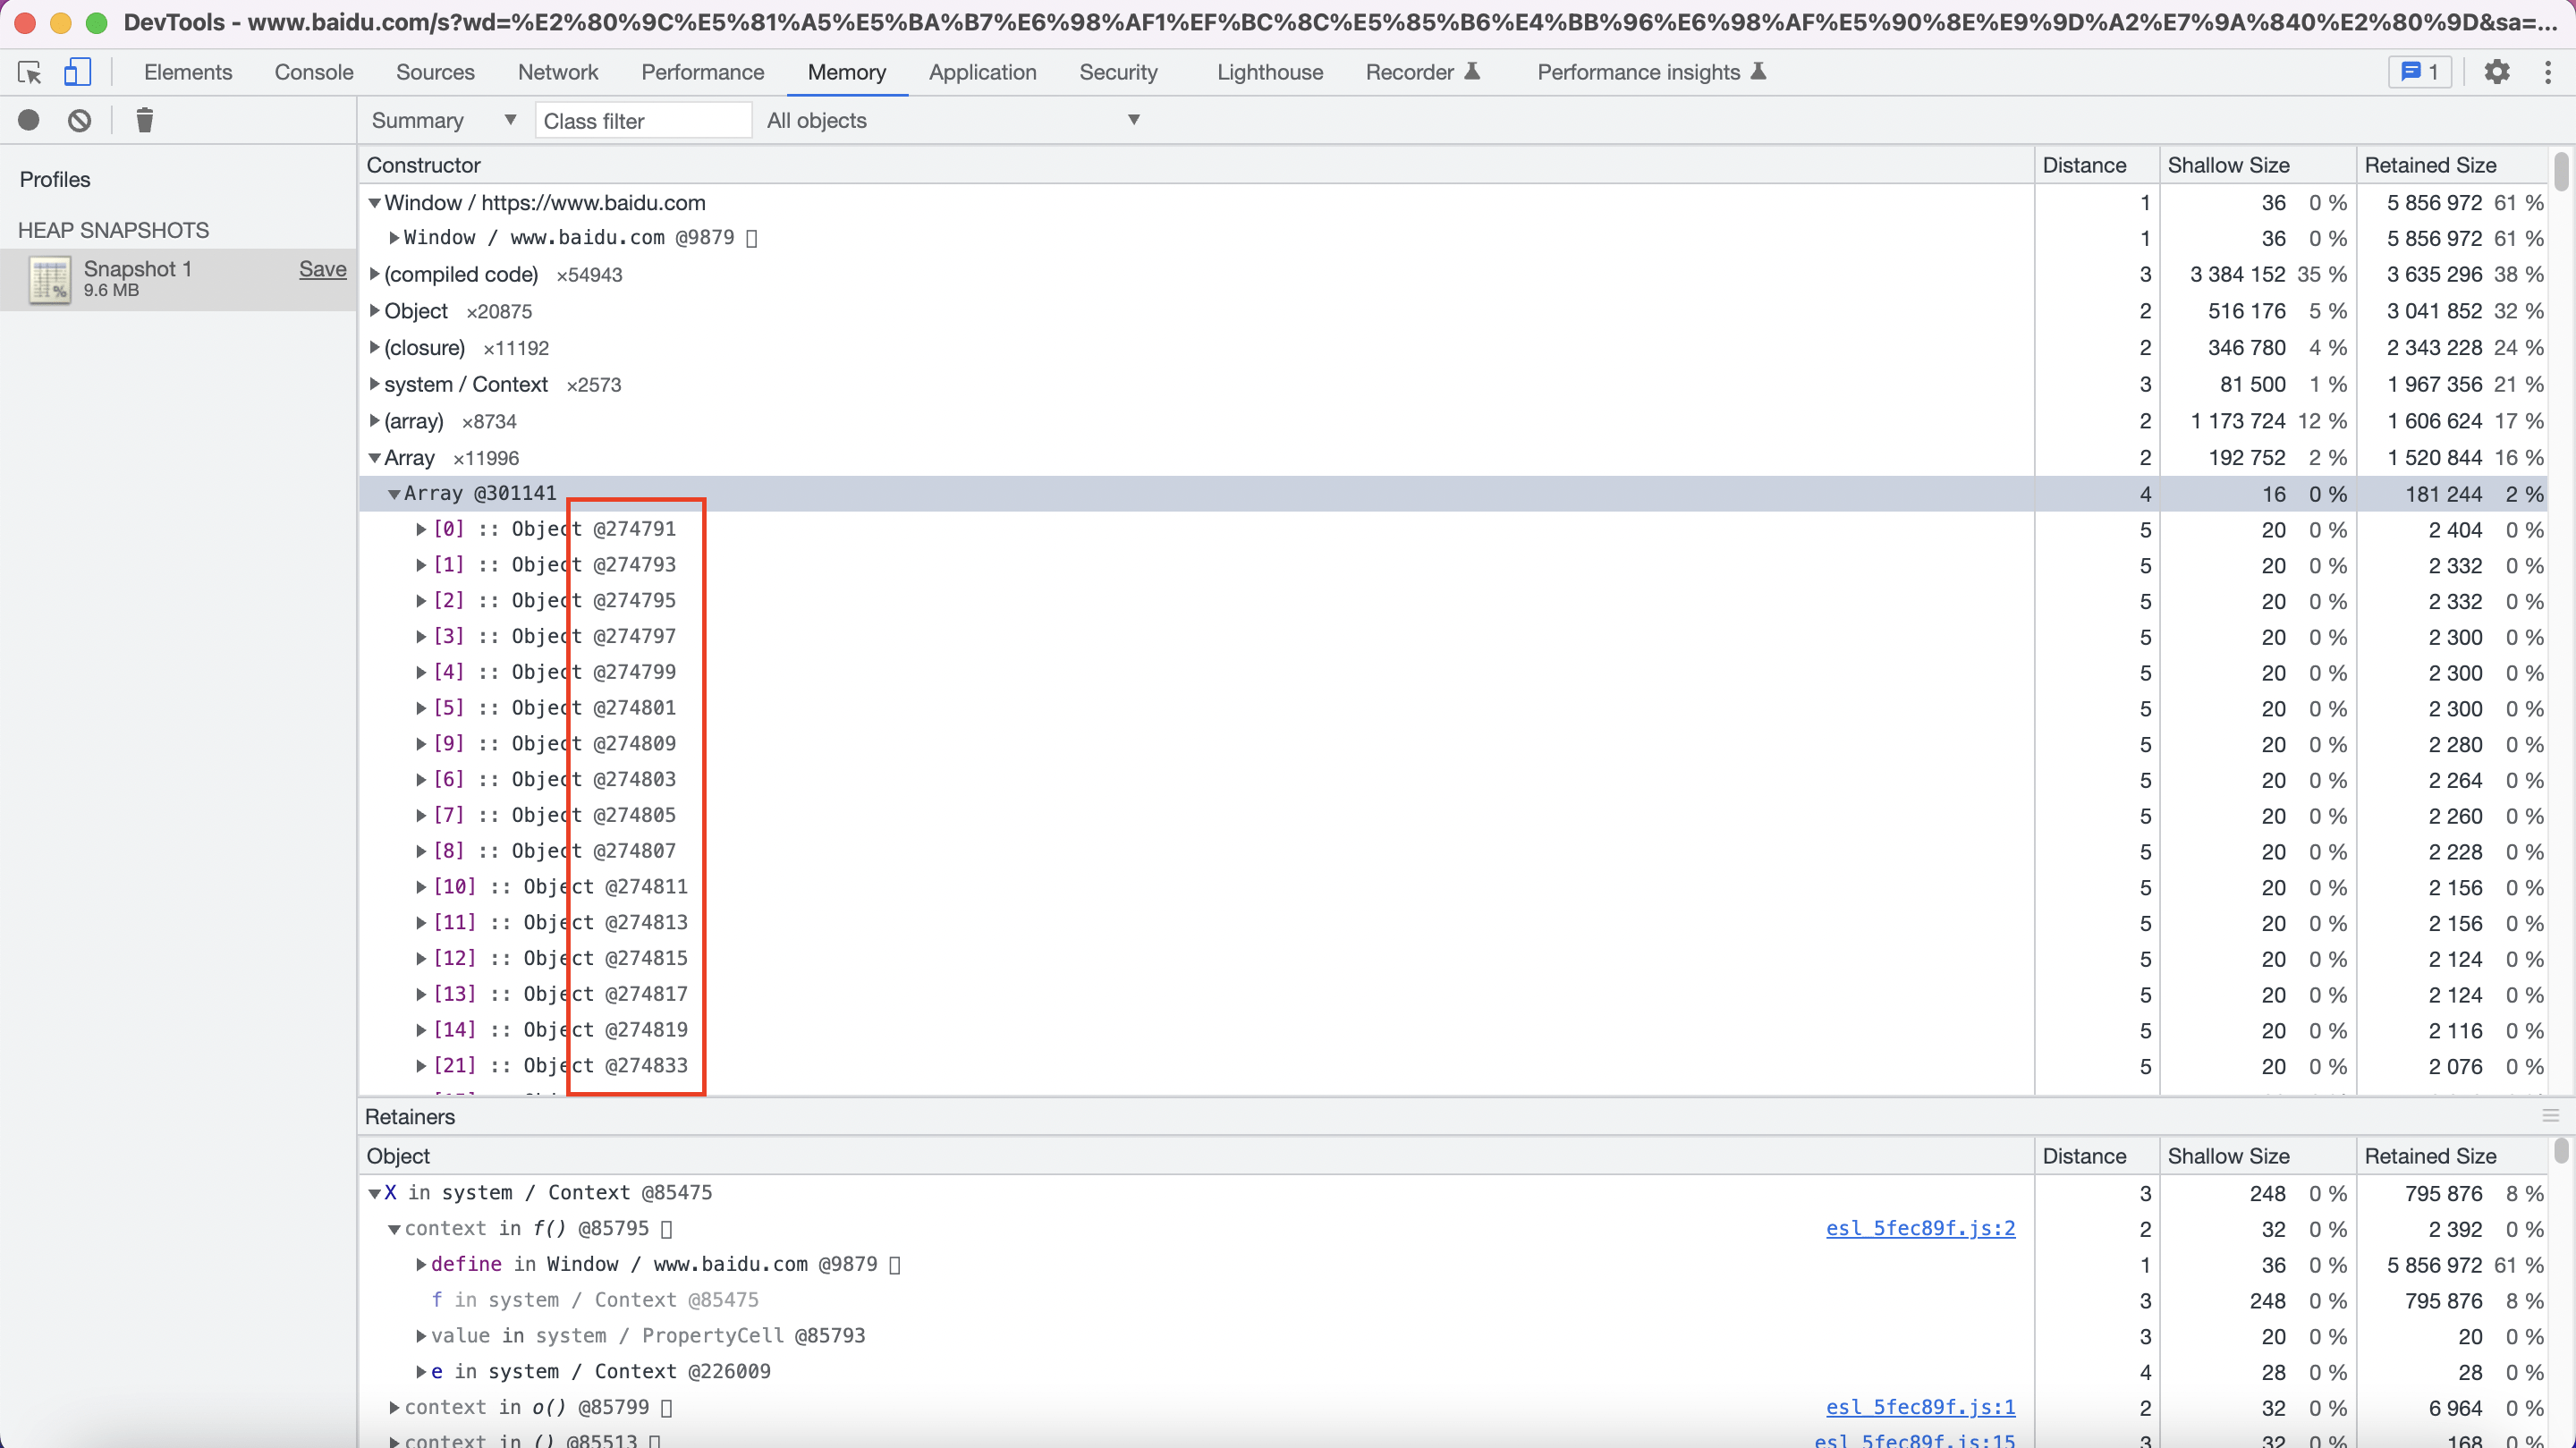 DevTools - www.baidu.com/s?wd=%E2%80%9C%E5%81%A5%E5%BA%B7%E6%98%AF1%EF%BC%8C%E5%85%B6%E4%BB%96%E6%98%AF%E5%90%8E%E9%9D%A2%E7%9A%840%E2%80%9D&sa=...
Elements Console Sources Network Performance Memory Application Security Lighthouse Recorder Performance insights 1
Summary ▼ Class filter All objects ▼
Profiles
HEAP SNAPSHOTS
Snapshot 1 Save
9.6 MB
Constructor Distance Shallow Size Retained Size
▼Window / https://www.baidu.com 1 36 0 % 5 856 972 61 %
▶Window / www.baidu.com @9879 1 36 0 % 5 856 972 61 %
▶(compiled code) ×54943 3 3 384 152 35 % 3 635 296 38 %
▶Object ×20875 2 516 176 5 % 3 041 852 32 %
▶(closure) ×11192 2 346 780 4 % 2 343 228 24 %
▶system / Context ×2573 3 81 500 1 % 1 967 356 21 %
▶(array) ×8734 2 1 173 724 12 % 1 606 624 17 %
▼Array ×11996 2 192 752 2 % 1 520 844 16 %
▼Array @301141 4 16 0 % 181 244 2 %
▶[0] :: Object @274791 5 20 0 % 2 404 0 %
▶[1] :: Object @274793 5 20 0 % 2 332 0 %
▶[2] :: Object @274795 5 20 0 % 2 332 0 %
▶[3] :: Object @274797 5 20 0 % 2 300 0 %
▶[4] :: Object @274799 5 20 0 % 2 300 0 %
▶[5] :: Object @274801 5 20 0 % 2 300 0 %
▶[9] :: Object @274809 5 20 0 % 2 280 0 %
▶[6] :: Object @274803 5 20 0 % 2 264 0 %
▶[7] :: Object @274805 5 20 0 % 2 260 0 %
▶[8] :: Object @274807 5 20 0 % 2 228 0 %
▶[10] :: Object @274811 5 20 0 % 2 156 0 %
▶[11] :: Object @274813 5 20 0 % 2 156 0 %
▶[12] :: Object @274815 5 20 0 % 2 124 0 %
▶[13] :: Object @274817 5 20 0 % 2 124 0 %
▶[14] :: Object @274819 5 20 0 % 2 116 0 %
▶[21] :: Object @274833 5 20 0 % 2 076 0 %
Retainers
Object Distance Shallow Size Retained Size
▼X in system / Context @85475 3 248 0 % 795 876 8 %
▼context in f() @85795 esl_5fec89f.js:2 2 32 0 % 2 392 0 %
▶define in Window / www.baidu.com @9879 1 36 0 % 5 856 972 61 %
f in system / Context @85475 3 248 0 % 795 876 8 %
▶value in system / PropertyCell @85793 3 20 0 % 20 0 %
▶e in system / Context @226009 4 28 0 % 28 0 %
▶context in o() @85799 esl_5fec89f.js:1 2 32 0 % 6 964 0 %
▶context in () @85513 esl_5fec89f.js:15 3 32 0 % 168 0 %